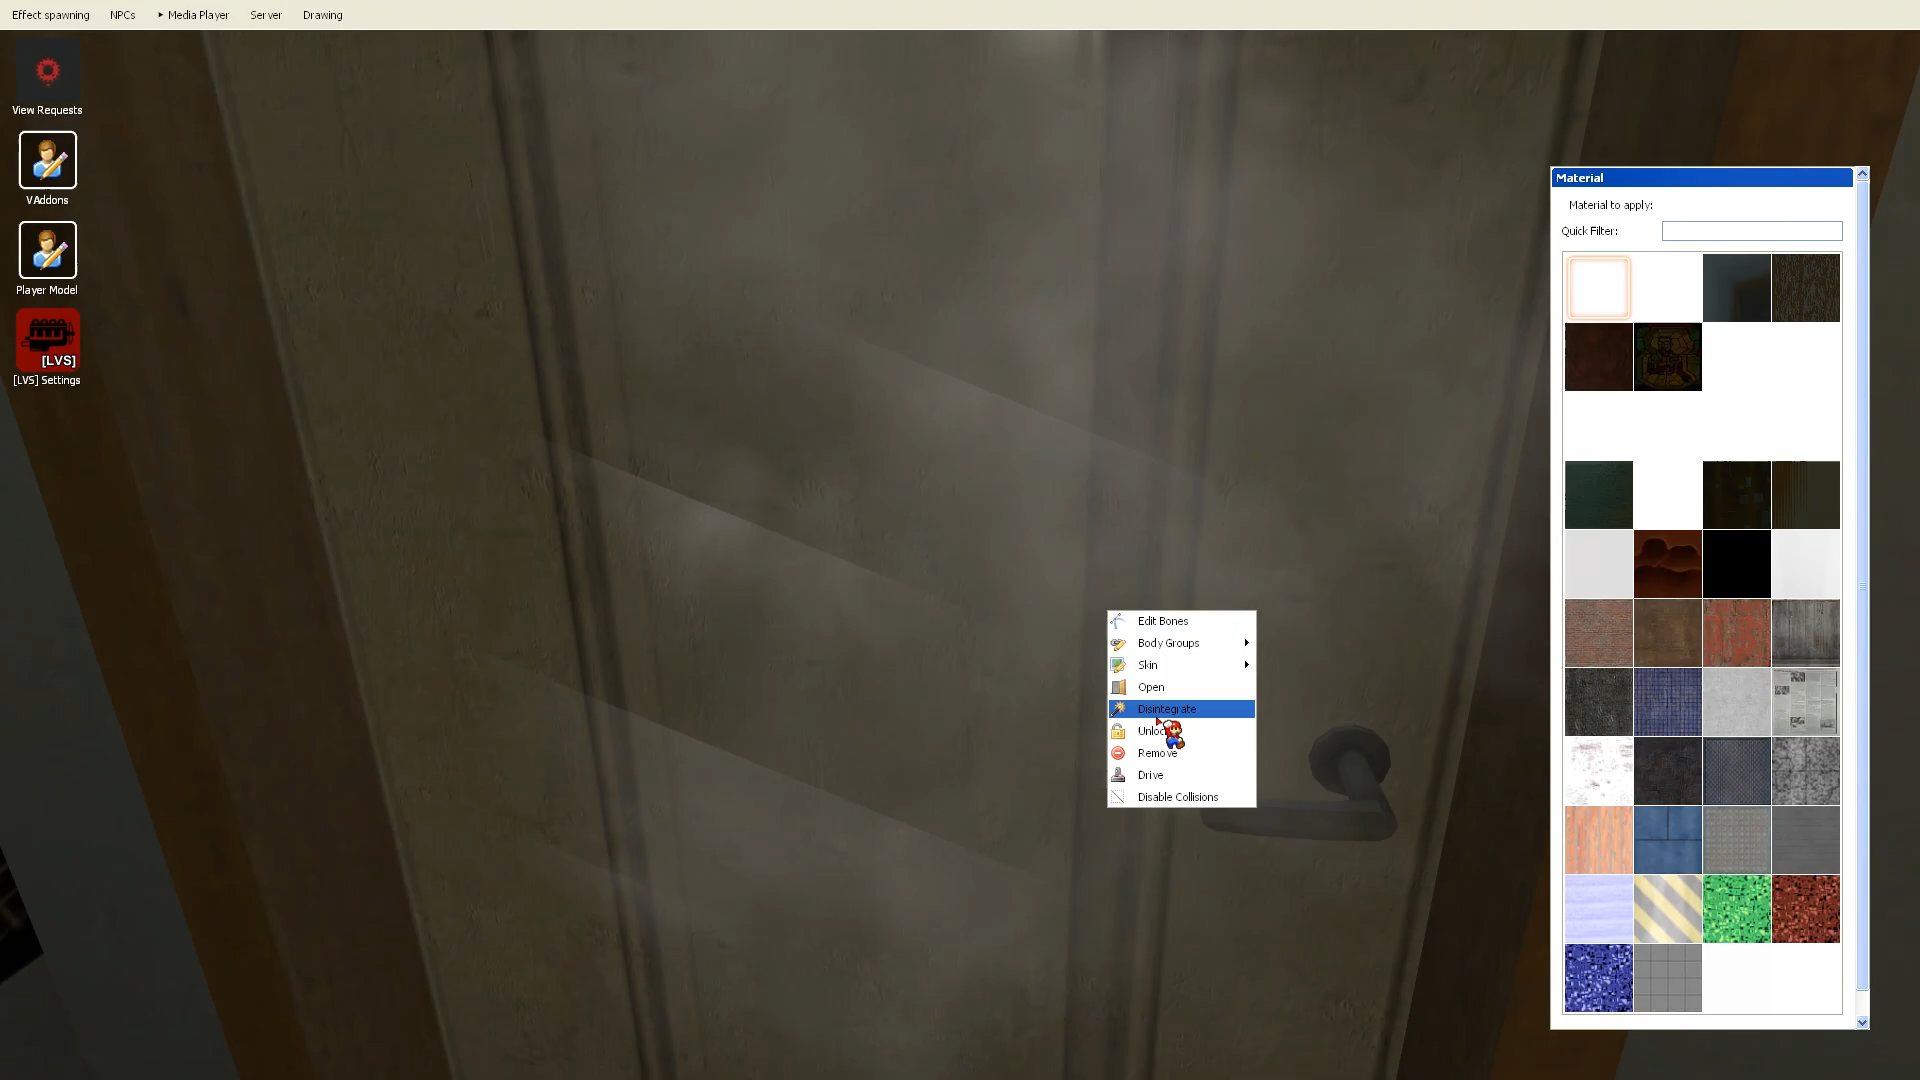 Effect spawning NPCs Media Player Server Drawing
View Requests
VAddons
Player Model
[LVS]
[LVS] Settings
Edit Bones
Body Groups
Skin
Open
Disintegrate
Remove
Drive
Disable Collisions
Material
Material to apply:
Quick Filter: